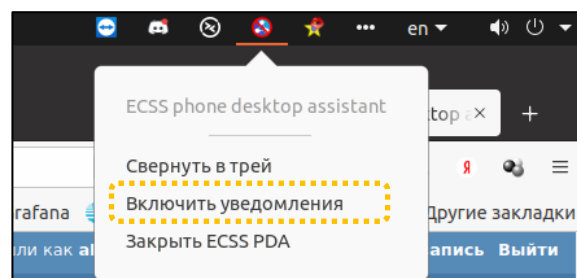 en
ECSS phone desktop assistant
top a
Свернуть в трей
Я
Включить уведомления
rafana
Другие закладки
Закрыть ECSS PDA
ли как al
апись Выйти